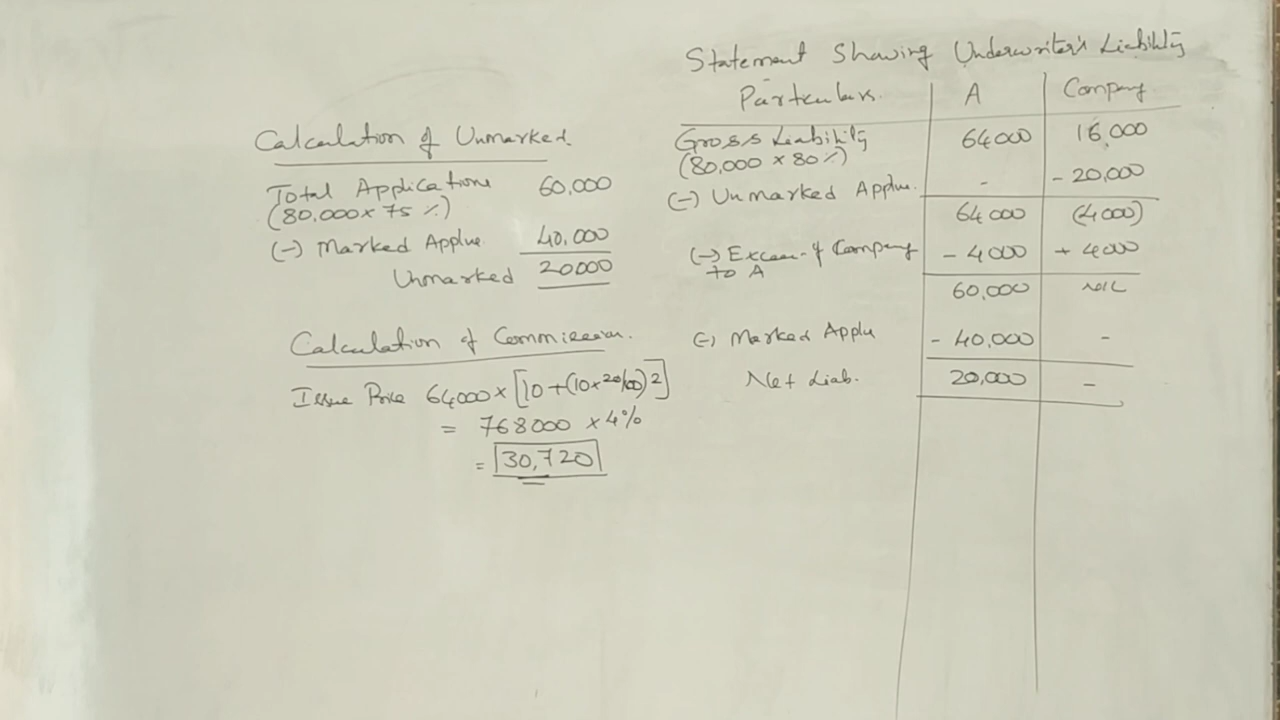 Calculation of Unmarked.
Total Applications 60,000
(80,000 x 75 %)
(-) Marked Applns 40,000
Unmarked 20000
Calculation of Commission.
Issue Price 64000 x [10 + (10 x 20/100) 2]
= 768000 x 4%
= 30,720
Statement Showing Underwriter's Liability
Particulars. A Company
Gross Liability 64000 16,000
(80,000 x 80 %)
(-) Unmarked Applns. - - 20,000
64000 (4000)
(-) Excess of Company - 4000 + 4000
to A
60,000 NIL
(-) Marked Appln - 40,000 -
Net Liab. 20,000 -